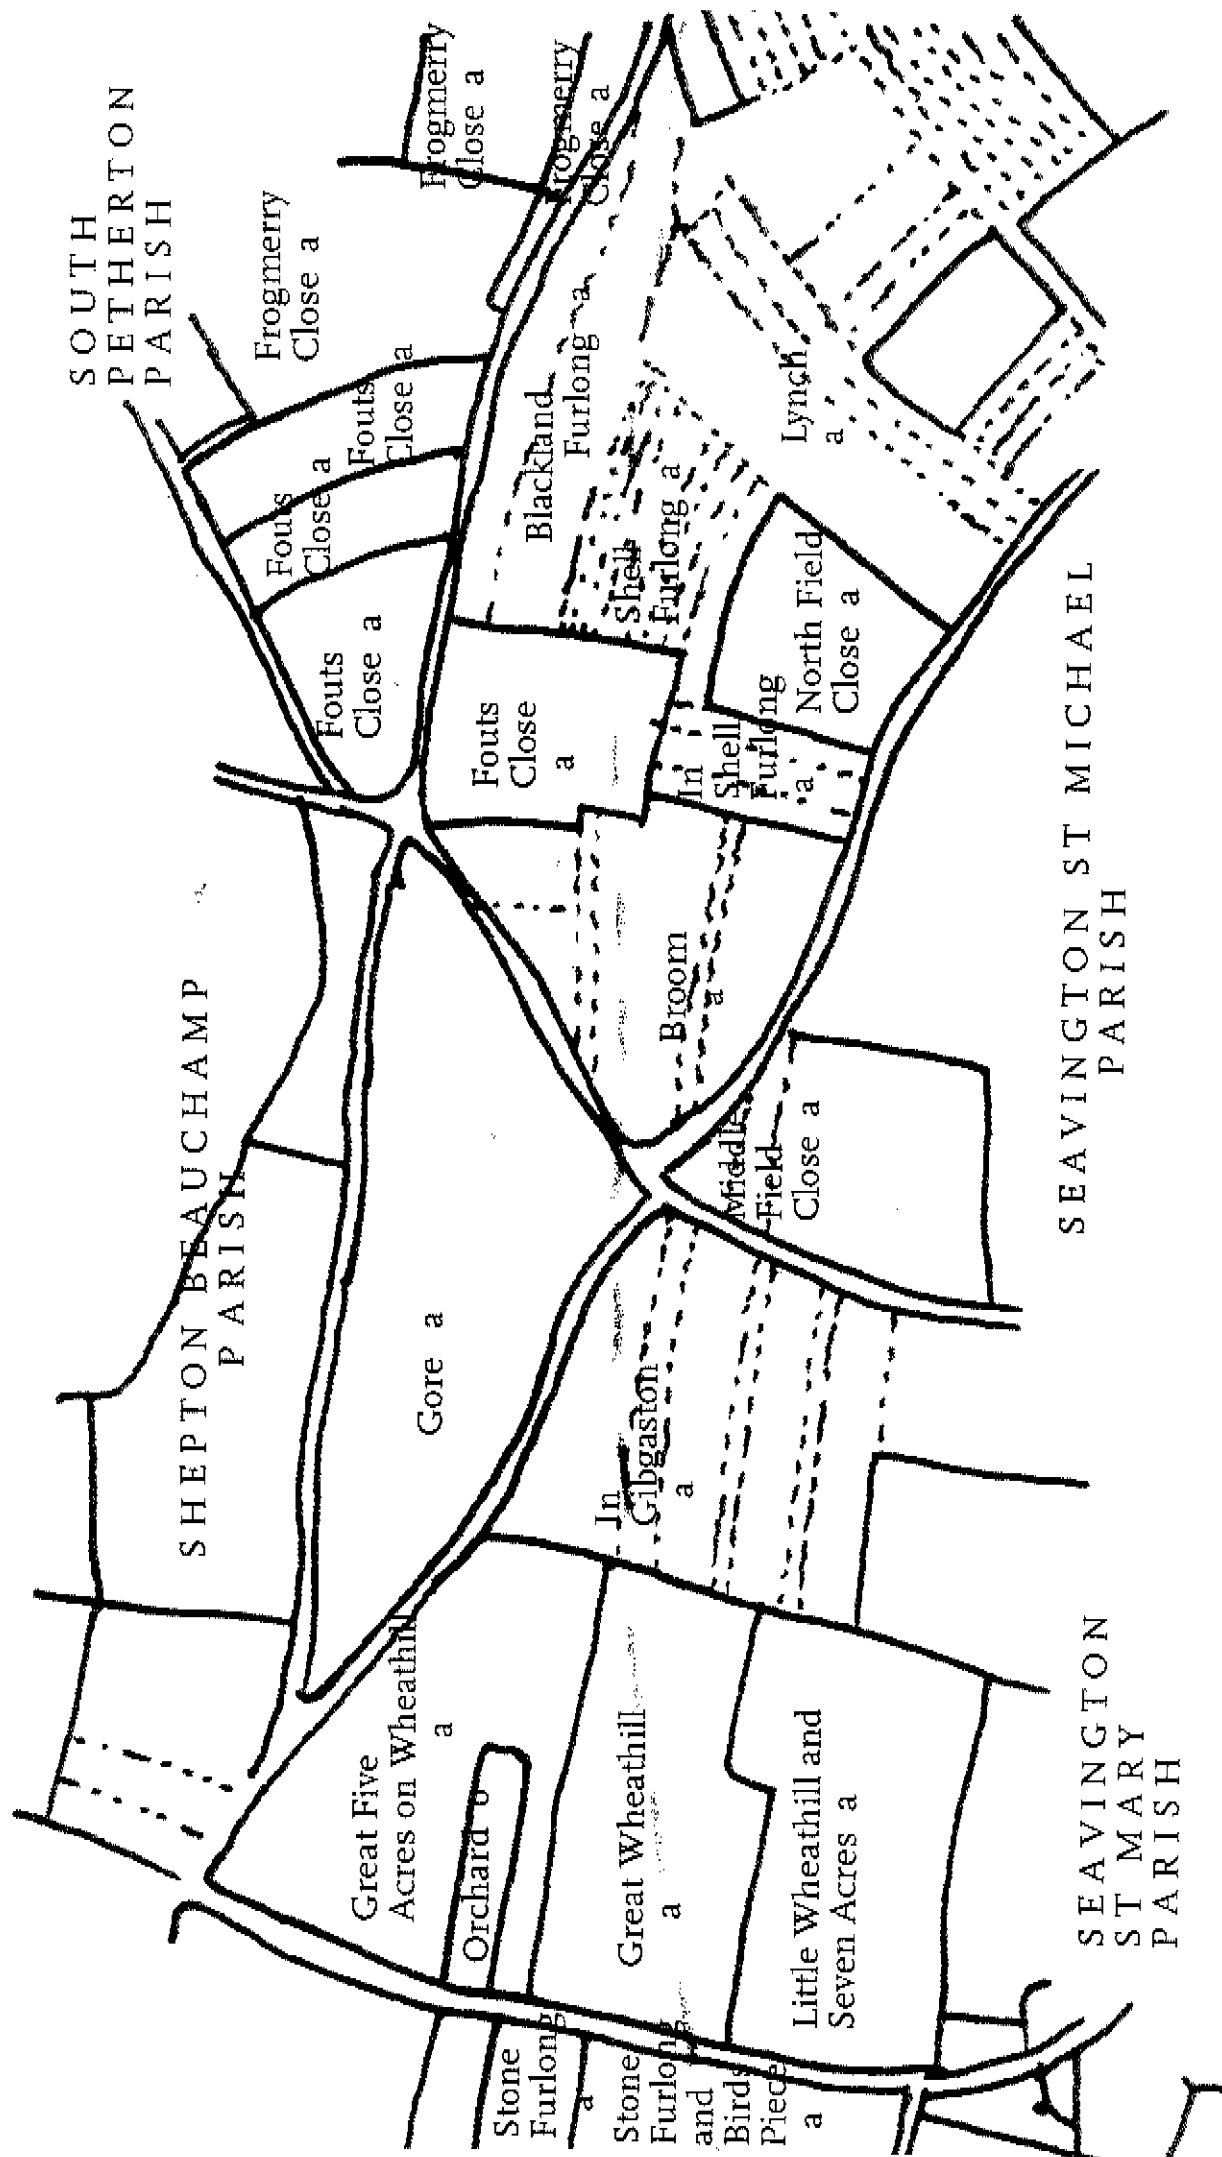 SOUTH
PETHERTON
PARISH
SHEPTON BEAUCHAMP
PARISH
SEAVINGTON ST MICHAEL
PARISH
SEAVINGTON
ST MARY
PARISH
Frogmerry
Close a
Frogmerry
Close a
Frogmerry
Close a
Fouts
Close a
Fouts
Close a
Fouts
Close a
Fouts
Close
a
Blackland
Furlong a
Shell
Furlong a
Lynch
a
North Field
Close a
In
Shell
Furlong
a
Broom
a
Middle
Field
Close a
Gore a
In
Gibgaston
a
Great Five
Acres on Wheathill
a
Orchard o
Great Wheathill
a
Little Wheathill and
Seven Acres a
Stone
Furlong
a
Stone
Furlong
and
Birds
Piece
a